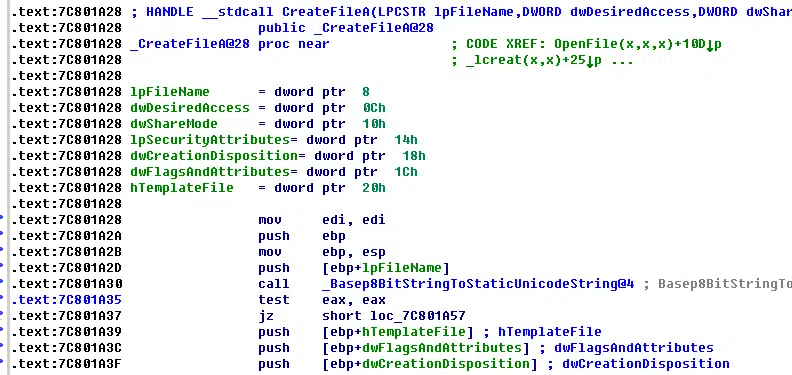 .text:7C801A28 ; HANDLE __stdcall CreateFileA(LPCSTR lpFileName,DWORD dwDesiredAccess,DWORD dwShar
.text:7C801A28 public _CreateFileA@28
.text:7C801A28 _CreateFileA@28 proc near ; CODE XREF: OpenFile(x,x,x)+10D↓p
.text:7C801A28 ; _lcreat(x,x)+25↓p ...
.text:7C801A28
.text:7C801A28 lpFileName = dword ptr 8
.text:7C801A28 dwDesiredAccess = dword ptr 0Ch
.text:7C801A28 dwShareMode = dword ptr 10h
.text:7C801A28 lpSecurityAttributes= dword ptr 14h
.text:7C801A28 dwCreationDisposition= dword ptr 18h
.text:7C801A28 dwFlagsAndAttributes= dword ptr 1Ch
.text:7C801A28 hTemplateFile = dword ptr 20h
.text:7C801A28
.text:7C801A28 mov edi, edi
.text:7C801A2A push ebp
.text:7C801A2B mov ebp, esp
.text:7C801A2D push [ebp+lpFileName]
.text:7C801A30 call _Basep8BitStringToStaticUnicodeString@4 ; Basep8BitStringTo
.text:7C801A35 test eax, eax
.text:7C801A37 jz short loc_7C801A57
.text:7C801A39 push [ebp+hTemplateFile] ; hTemplateFile
.text:7C801A3C push [ebp+dwFlagsAndAttributes] ; dwFlagsAndAttributes
.text:7C801A3F push [ebp+dwCreationDisposition] ; dwCreationDisposition